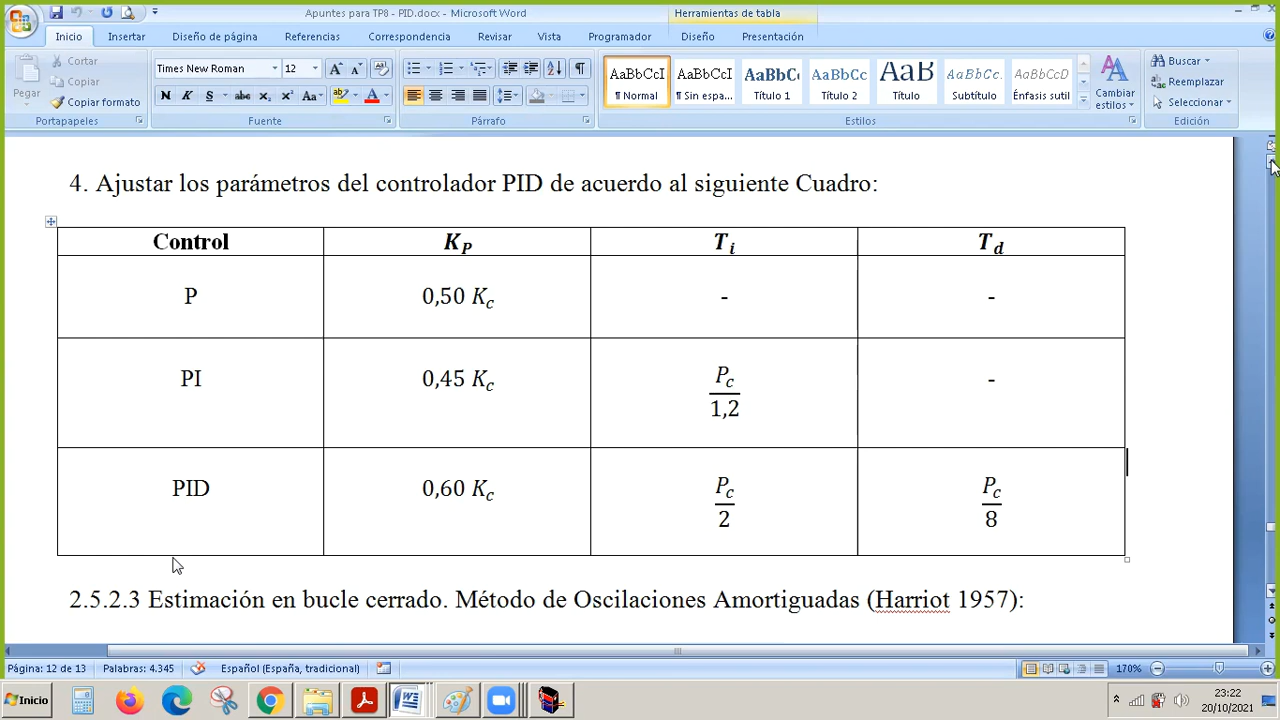 Apuntes para TP8 - PID.docx - Microsoft Word
Herramientas de tabla
Inicio Insertar Diseño de página Referencias Correspondencia Revisar Vista Programador Diseño Presentación
Pegar
Cortar
Copiar
Copiar formato
Portapapeles
Times New Roman 12
N K S abe x₂ x² Aa
Fuente
Párrafo
AaBbCcI AaBbCcI AaBbC AaBbCc AaB AaBbCc. AaBbCcD
¶ Normal ¶ Sin espa... Título 1 Título 2 Título Subtítulo Énfasis sutil
Cambiar estilos
Estilos
Buscar
Reemplazar
Seleccionar
Edición
4. Ajustar los parámetros del controlador PID de acuerdo al siguiente Cuadro:
Control K_P T_i T_d
P 0,50 K_c - -
PI 0,45 K_c P_c/1,2 -
PID 0,60 K_c P_c/2 P_c/8
2.5.2.3 Estimación en bucle cerrado. Método de Oscilaciones Amortiguadas (Harriot 1957):
Página: 12 de 13 Palabras: 4.345 Español (España, tradicional) 170%
Inicio 23:22
20/10/2021